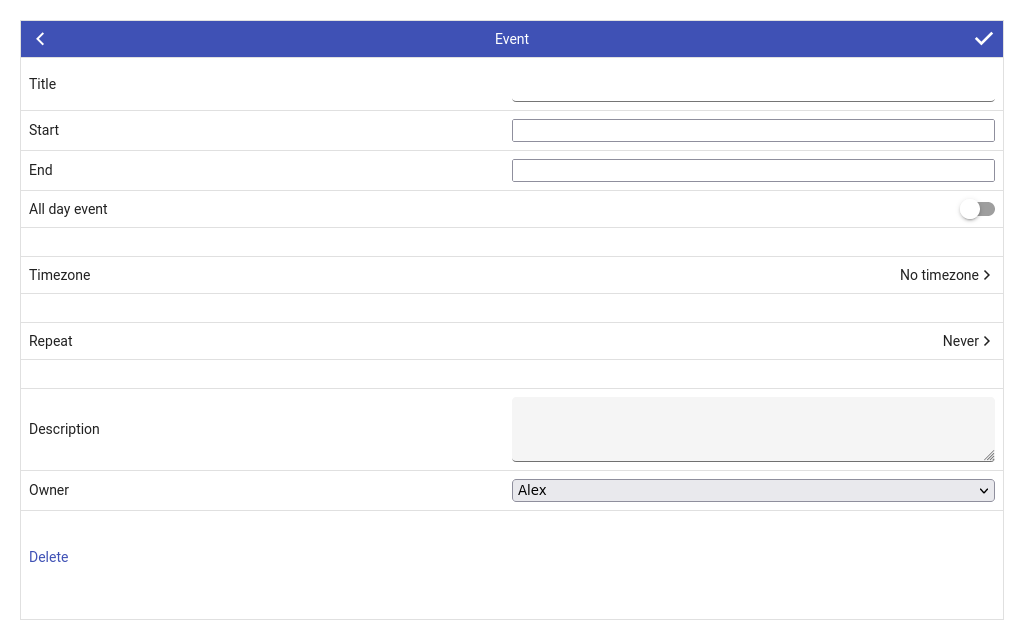 Event
Title
Start
End
All day event
Timezone
No timezone
Repeat
Never
Description
Owner
Alex
Delete